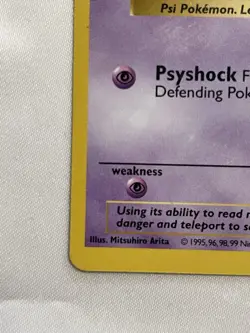 Psi Pokémon. Le
Psyshock F
Defending Pok
weakness
Using its ability to read
danger and teleport to
Illus. Mitsuhiro Arita © 1995, 96, 98, 99 Ni